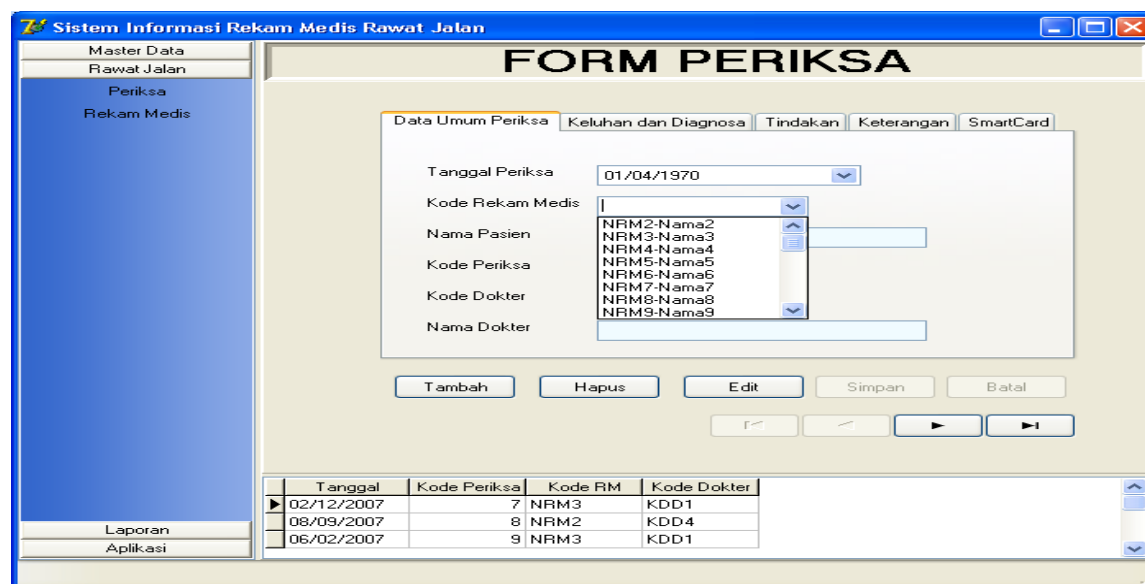 Sistem Informasi Rekam Medis Rawat Jalan
Master Data
Rawat Jalan
Periksa
Rekam Medis
Laporan
Aplikasi
FORM PERIKSA
Data Umum Periksa Keluhan dan Diagnosa Tindakan Keterangan SmartCard
Tanggal Periksa 01/04/1970
Kode Rekam Medis
NRM2-Nama2
NRM3-Nama3
NRM4-Nama4
NRM5-Nama5
NRM6-Nama6
NRM7-Nama7
NRM8-Nama8
NRM9-Nama9
Nama Pasien
Kode Periksa
Kode Dokter
Nama Dokter
Tambah Hapus Edit Simpan Batal
Tanggal Kode Periksa Kode RM Kode Dokter
02/12/2007 7 NRM3 KDD1
08/09/2007 8 NRM2 KDD4
06/02/2007 9 NRM3 KDD1